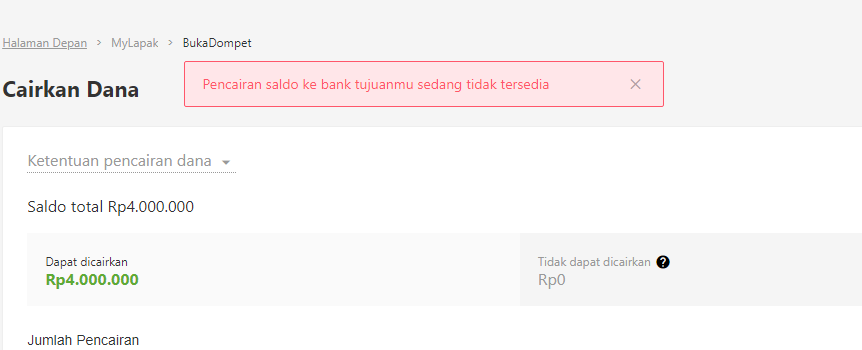 Halaman Depan > MyLapak > BukaDompet
Pencairan saldo ke bank tujuanmu sedang tidak tersedia
Cairkan Dana
Ketentuan pencairan dana
Saldo total Rp4.000.000
Dapat dicairkan
Rp4.000.000
Tidak dapat dicairkan ?
Rp0
Jumlah Pencairan